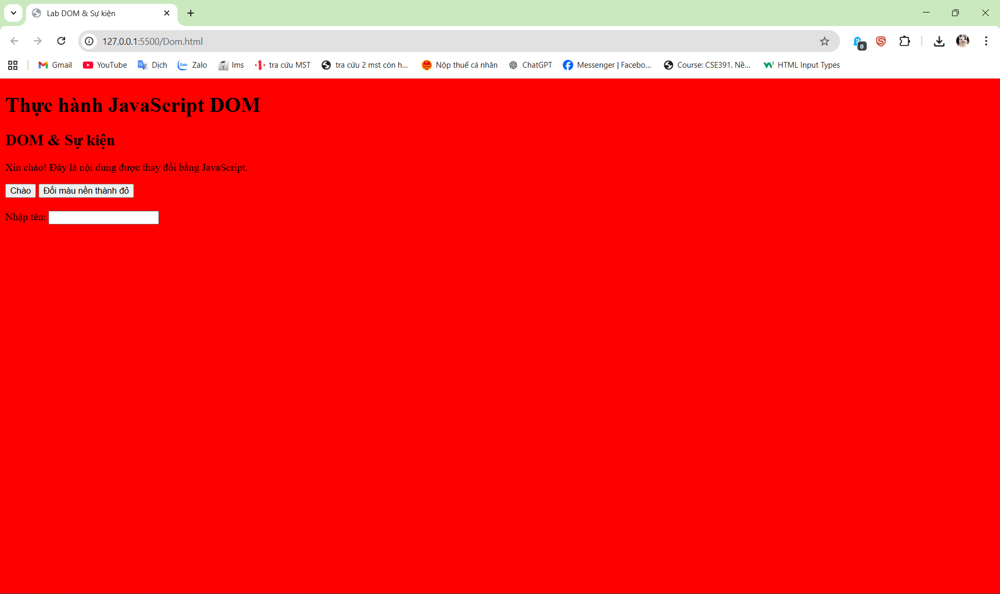 Lab DOM & Sự kiện
127.0.0.1:5500/Dom.html
0
Gmail YouTube Dịch Zalo Zalo lms tra cứu MST tra cứu 2 mst còn h... Nộp thuế cá nhân ChatGPT Messenger | Facebo... Course: CSE391. Nề... HTML Input Types
Thực hành JavaScript DOM
DOM & Sự kiện
Xin chào! Đây là nội dung được thay đổi bằng JavaScript.
Chào Đổi màu nền thành đỏ
Nhập tên: